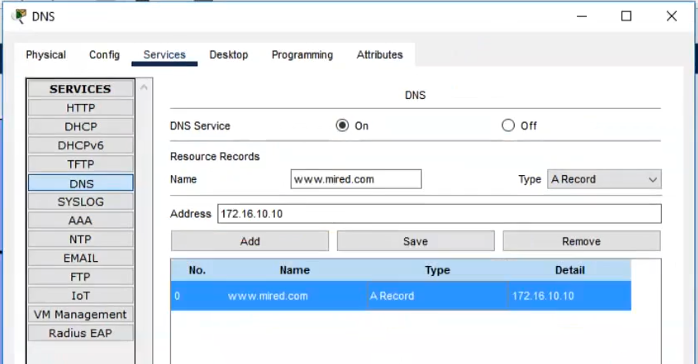 DNS
Physical Config Services Desktop Programming Attributes
SERVICES
HTTP
DHCP
DHCPv6
TFTP
DNS
SYSLOG
AAA
NTP
EMAIL
FTP
IoT
VM Management
Radius EAP
DNS
DNS Service On Off
Resource Records
Name www.mired.com Type A Record
Address 172.16.10.10
Add Save Remove
No. Name Type Detail
0 www.mired.com A Record 172.16.10.10